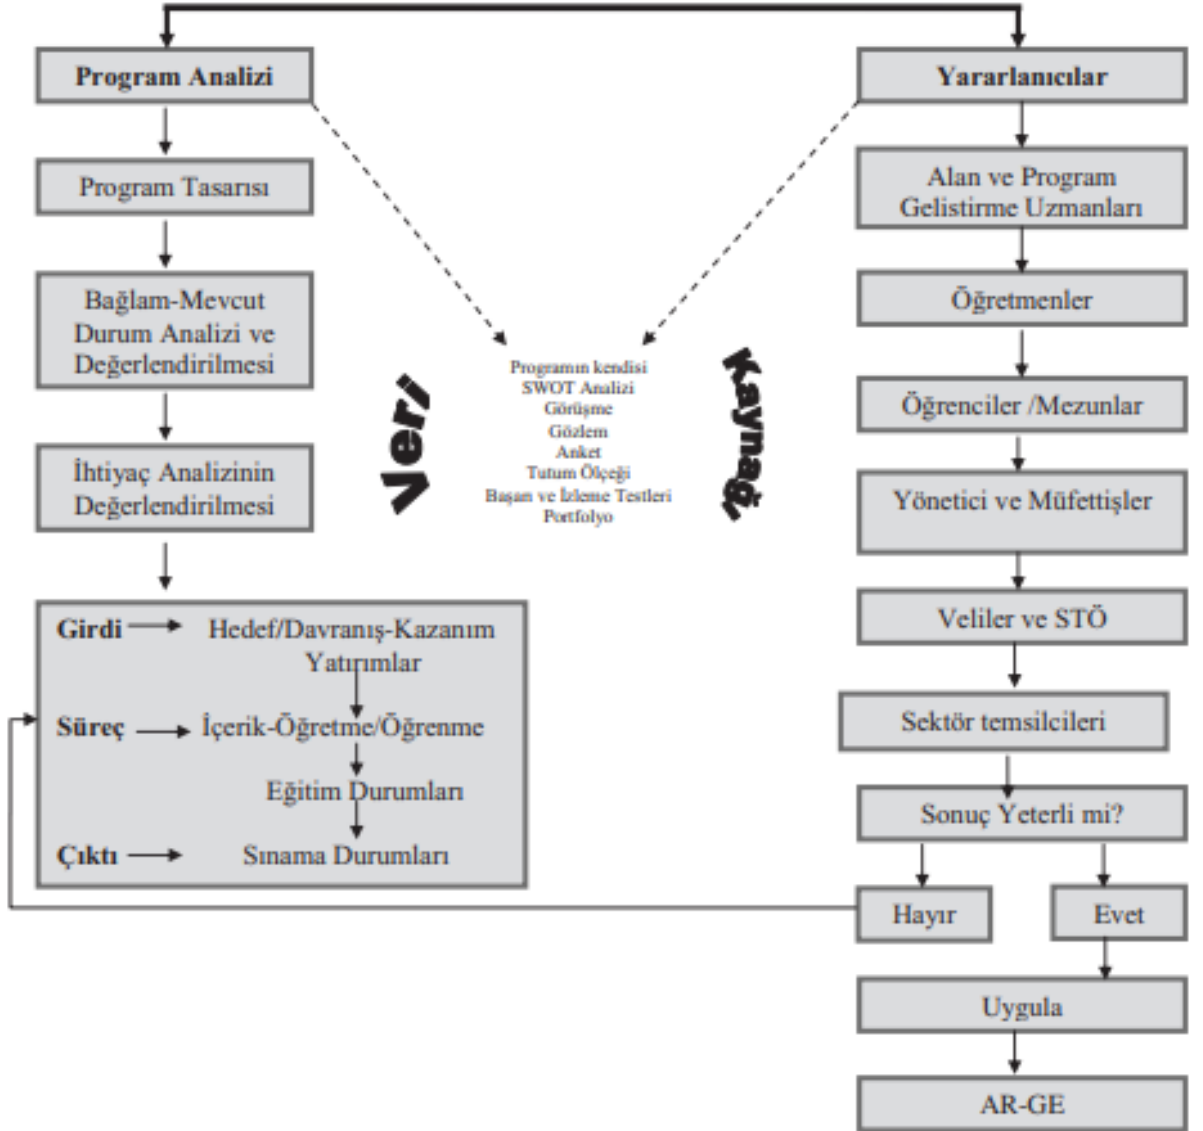 Program Analizi
Program Tasarısı
Bağlam-Mevcut
Durum Analizi ve
Değerlendirilmesi
İhtiyaç Analizinin
Değerlendirilmesi
Girdi Hedef/Davranış-Kazanım
Yatırımlar
Süreç İçerik-Öğretme/Öğrenme
Eğitim Durumları
Çıktı Sınama Durumları
Veri
Programın kendisi
SWOT Analizi
Görüşme
Gözlem
Anket
Tutum Ölçeği
Başarı ve İzleme Testleri
Portfolyo
Kaynağı
Yararlanıcılar
Alan ve Program
Gelistirme Uzmanları
Öğretmenler
Öğrenciler /Mezunlar
Yönetici ve Müfettişler
Veliler ve STÖ
Sektör temsilcileri
Sonuç Yeterli mi?
Hayır
Evet
Uygula
AR-GE